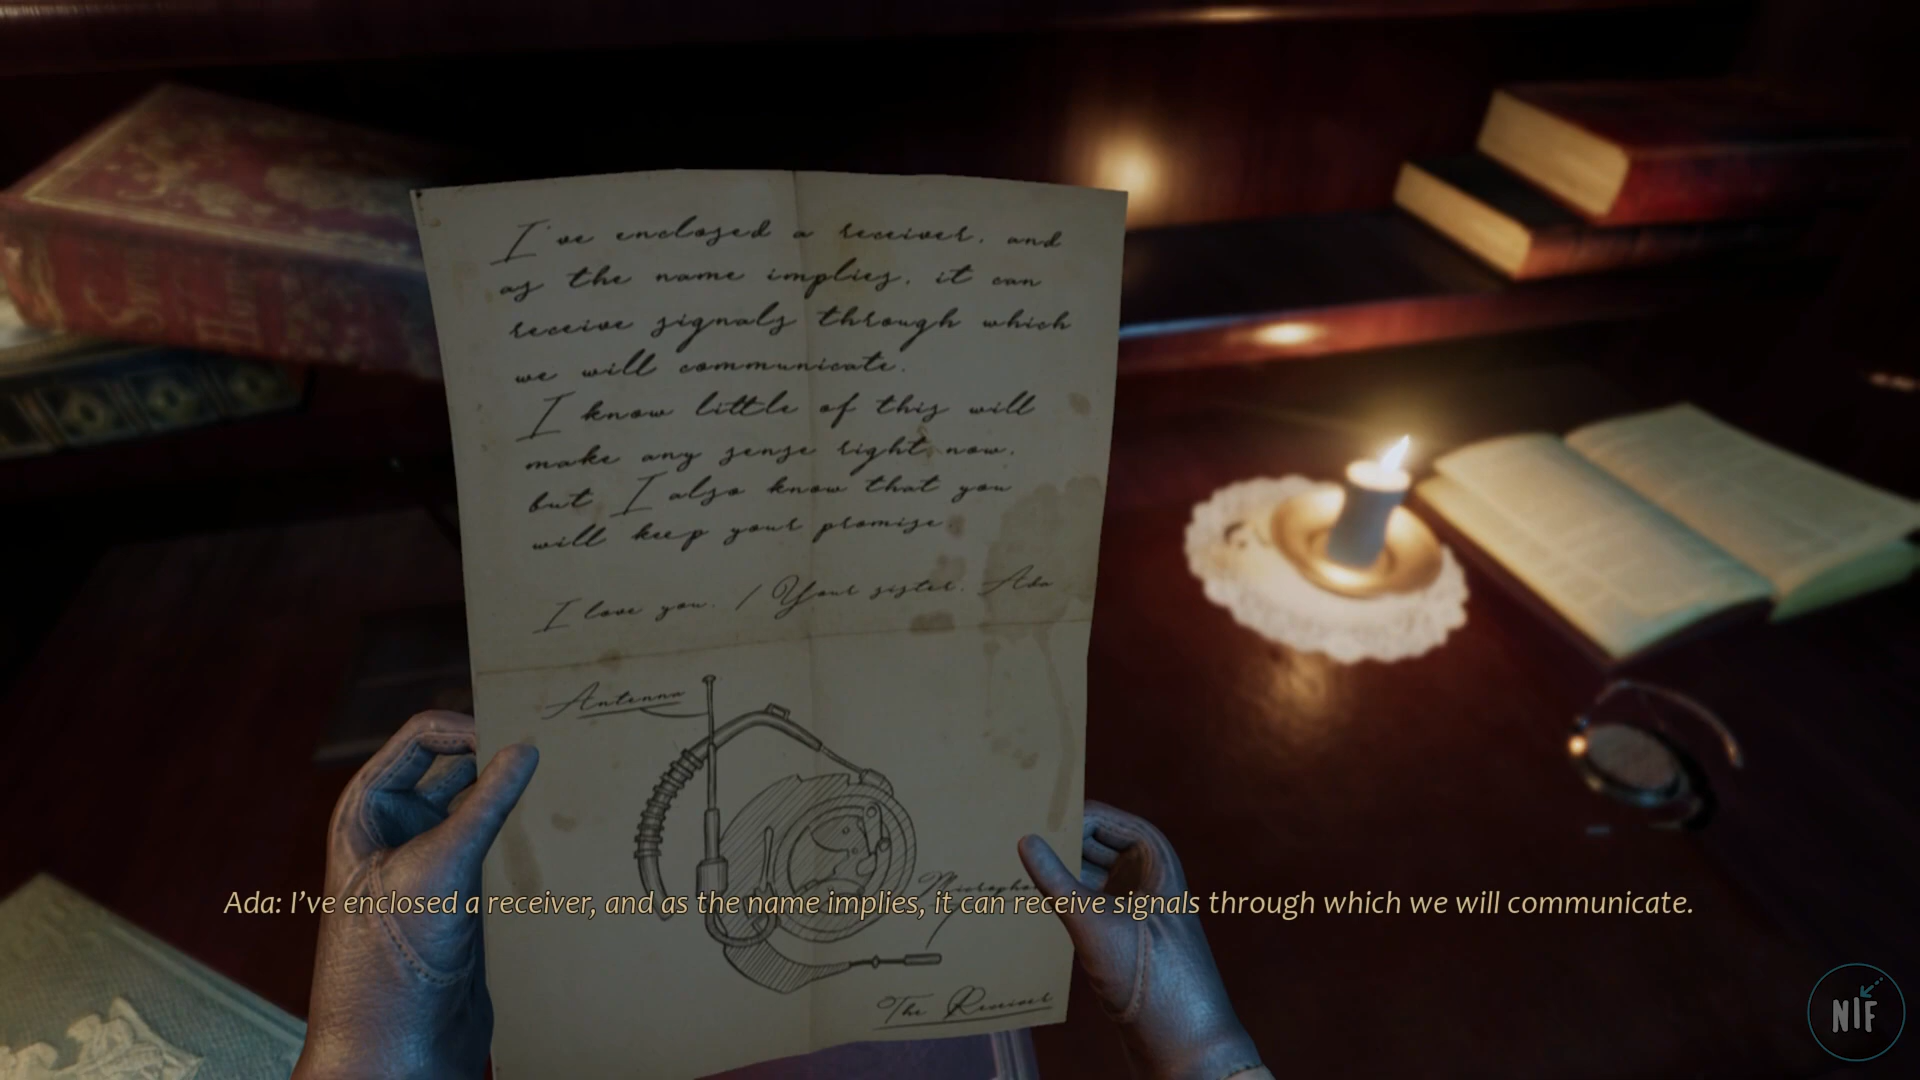 I've enclosed a receiver, and
as the name implies, it can
receive signals through which
we will communicate.
I know little of this will
make any sense right now,
but I also know that you
will keep your promise.
I love you. / Your sister, Ada
Antenna
Ada: I've enclosed a receiver, and as the name implies, it can receive signals through which we will communicate.
The Receiver
NIF